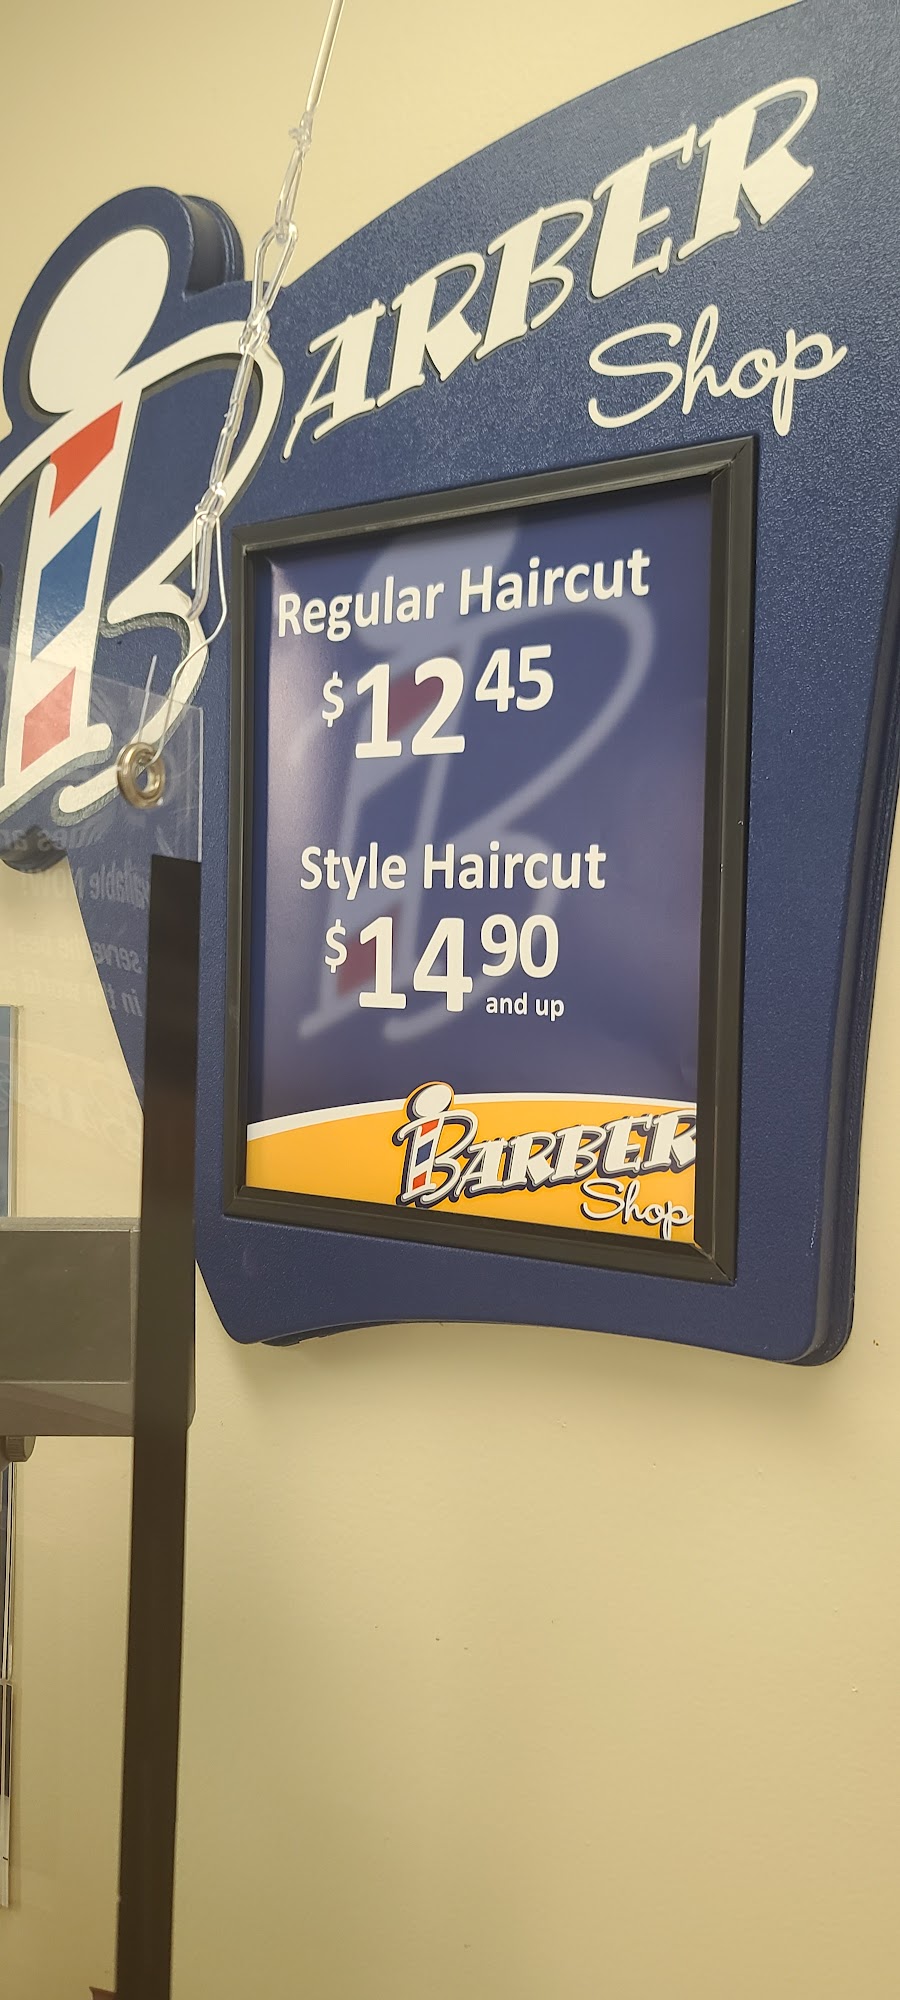 BARBER
Shop
Regular Haircut
$12 45
Style Haircut
$14 90
and up
BARBER
Shop